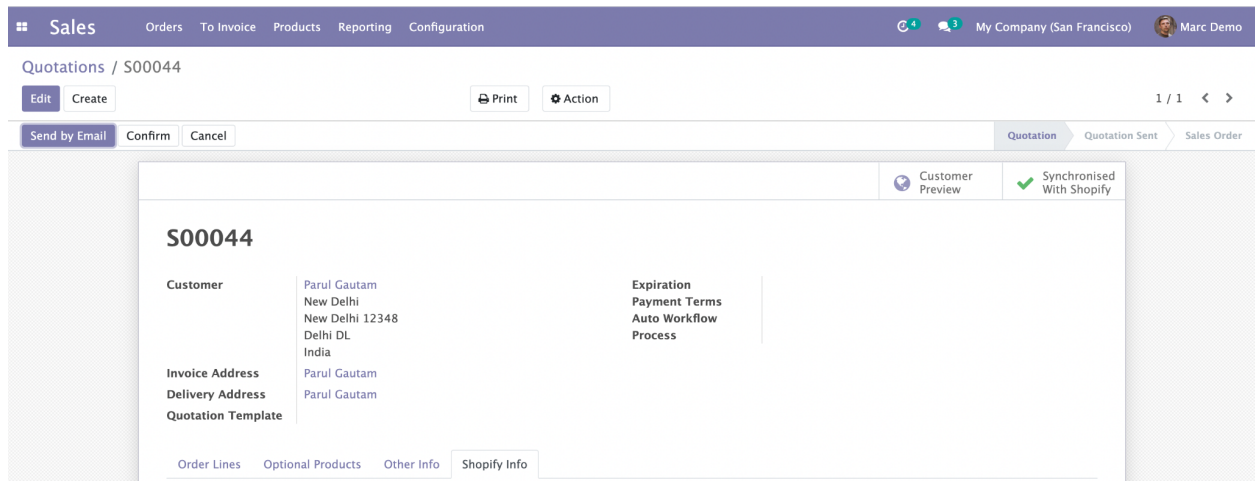 Sales Orders To Invoice Products Reporting Configuration 4 3 My Company (San Francisco) Marc Demo
Quotations / S00044
Edit Create Print Action 1 / 1
Send by Email Confirm Cancel Quotation Quotation Sent Sales Order
Customer
Preview
Synchronised
With Shopify
S00044
Customer Parul Gautam
New Delhi
New Delhi 12348
Delhi DL
India
Invoice Address Parul Gautam
Delivery Address Parul Gautam
Quotation Template
Expiration
Payment Terms
Auto Workflow
Process
Order Lines Optional Products Other Info Shopify Info